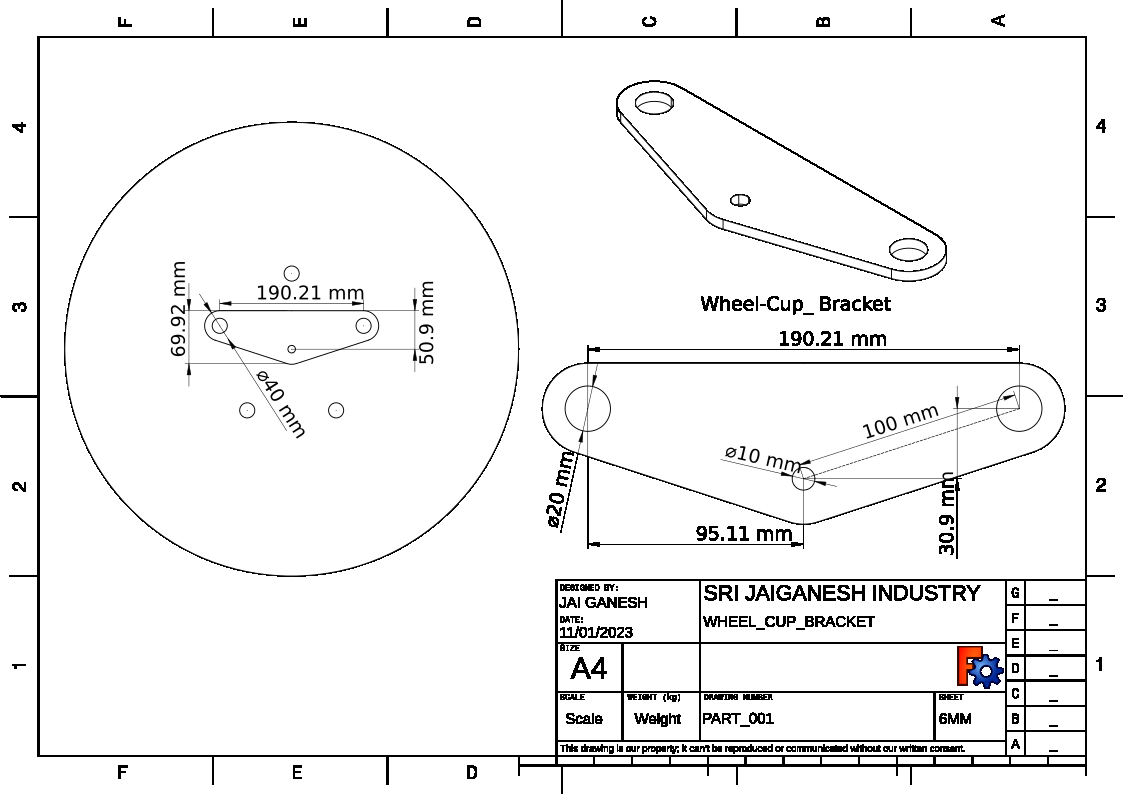 F E D C B A
4 4
190.21 mm
69.92 mm
50.9 mm
⌀40 mm
3 3
Wheel-Cup_ Bracket
190.21 mm
100 mm
⌀10 mm
⌀20 mm
95.11 mm
30.9 mm
2 2
DESIGNED BY:
JAI GANESH
DATE:
11/01/2023
SRI JAIGANESH INDUSTRY
WHEEL_CUP_BRACKET
SIZE
A4
SCALE
Scale
WEIGHT (kg)
Weight
DRAWING NUMBER
PART_001
SHEET
6MM
This drawing is our property; it can't be reproduced or communicated without our written consent.
G _
F _
E _
D _
C _
B _
A _
1 1
F E D C B A